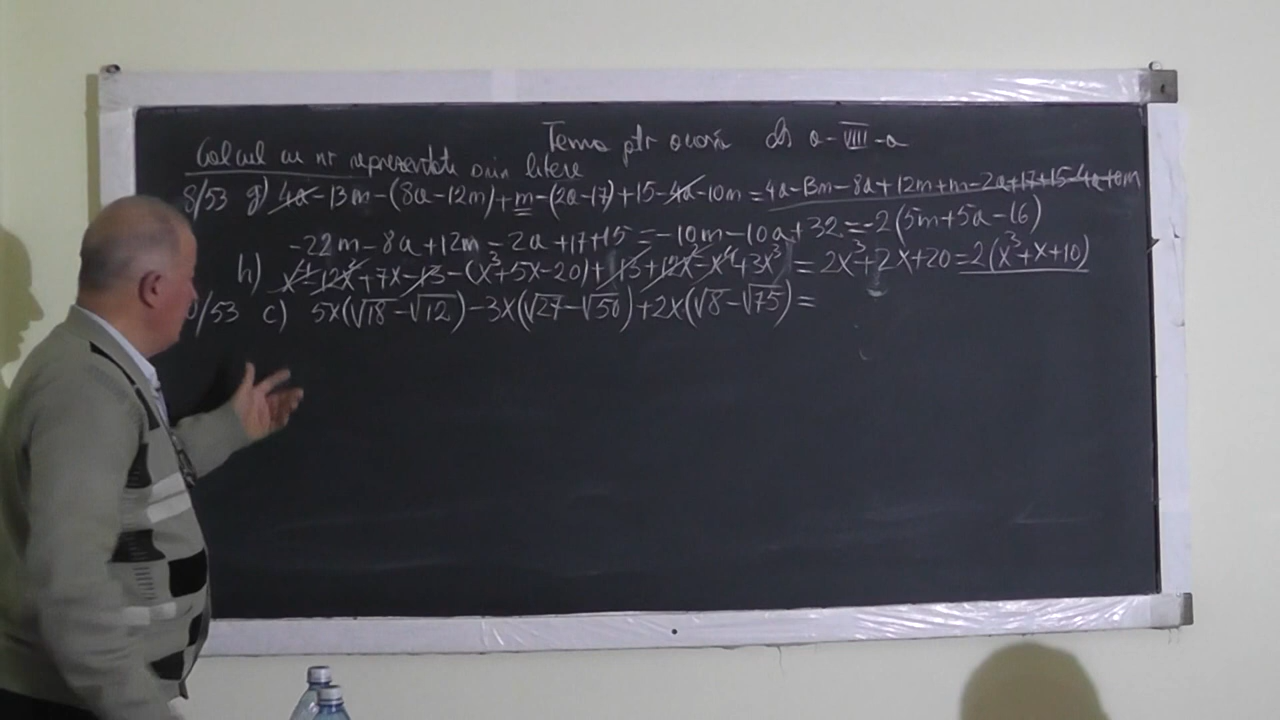 Tema ptr acasă cls a-VIII-a
Calcul cu nr reprezentate prin litere
8/53 g) 4a-13m-(8a-12m)+m-(2a-17)+15-4a-10m=4a-13m-8a+12m+m-2a+17+15-4a-10m
-22m-8a+12m-2a+17+15=-10m-10a+32=-2(5m+5a-16)
h) x⁴-12x²+7x-13-(x³+5x-20)+13+12x²-x⁴+3x³=2x³+2x+20=2(x³+x+10)
/53 c) 5x(√18-√12)-3x(√27-√50)+2x(√8-√75)=